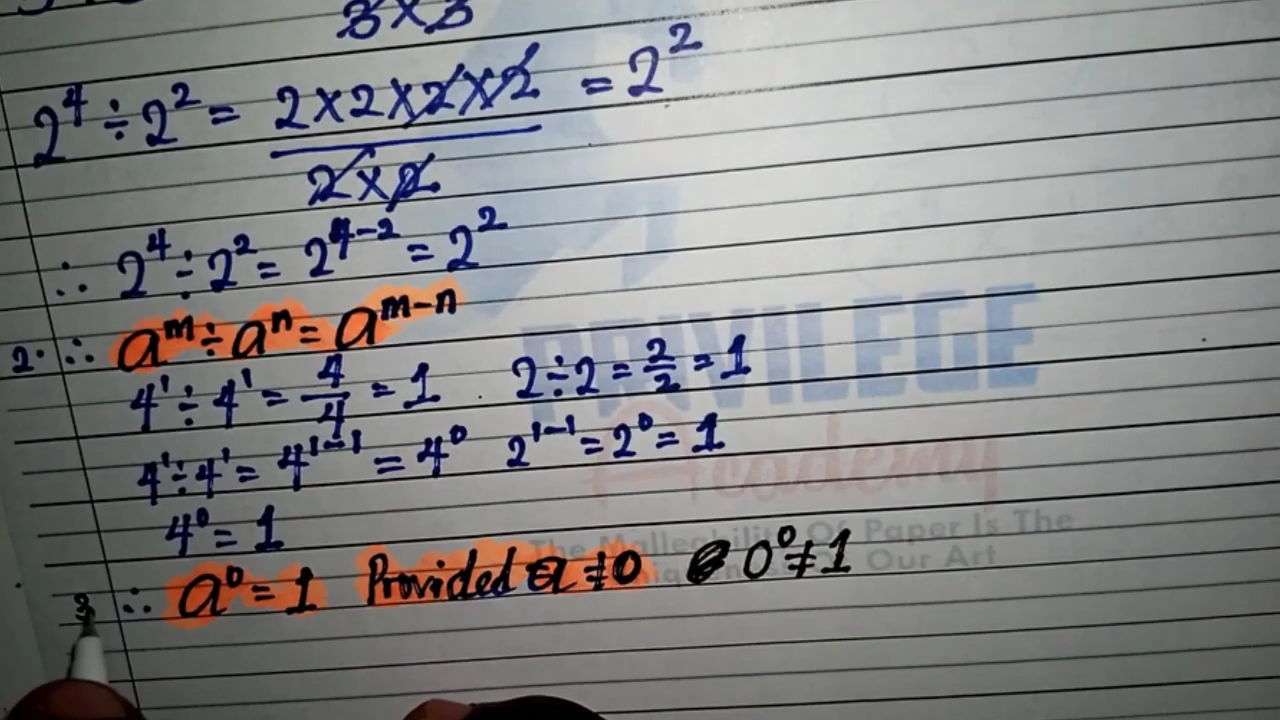 3×3
2⁴ ÷ 2² = 2×2×2×2 / 2×2 = 2²
∴ 2⁴ ÷ 2² = 2⁴⁻² = 2²
2. ∴ aᵐ ÷ aⁿ = aᵐ⁻ⁿ
4¹ ÷ 4¹ = 4/4 = 1 2 ÷ 2 = 2/2 = 1
4¹ ÷ 4¹ = 4¹⁻¹ = 4⁰ 2¹⁻¹ = 2⁰ = 1
4⁰ = 1
3 ∴ a⁰ = 1 Provided a ≠ 0 0⁰ ≠ 1
PRIVILEGE
Academy
The Malleability Of Paper Is The
Our Art